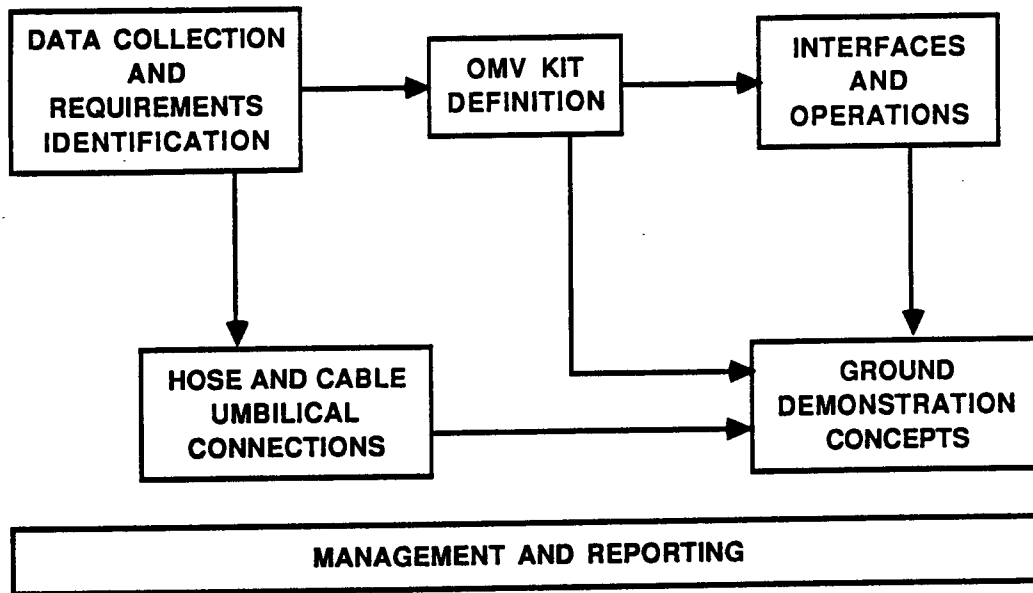 DATA COLLECTION
AND
REQUIREMENTS
IDENTIFICATION
OMV KIT
DEFINITION
INTERFACES
AND
OPERATIONS
HOSE AND CABLE
UMBILICAL
CONNECTIONS
GROUND
DEMONSTRATION
CONCEPTS
MANAGEMENT AND REPORTING